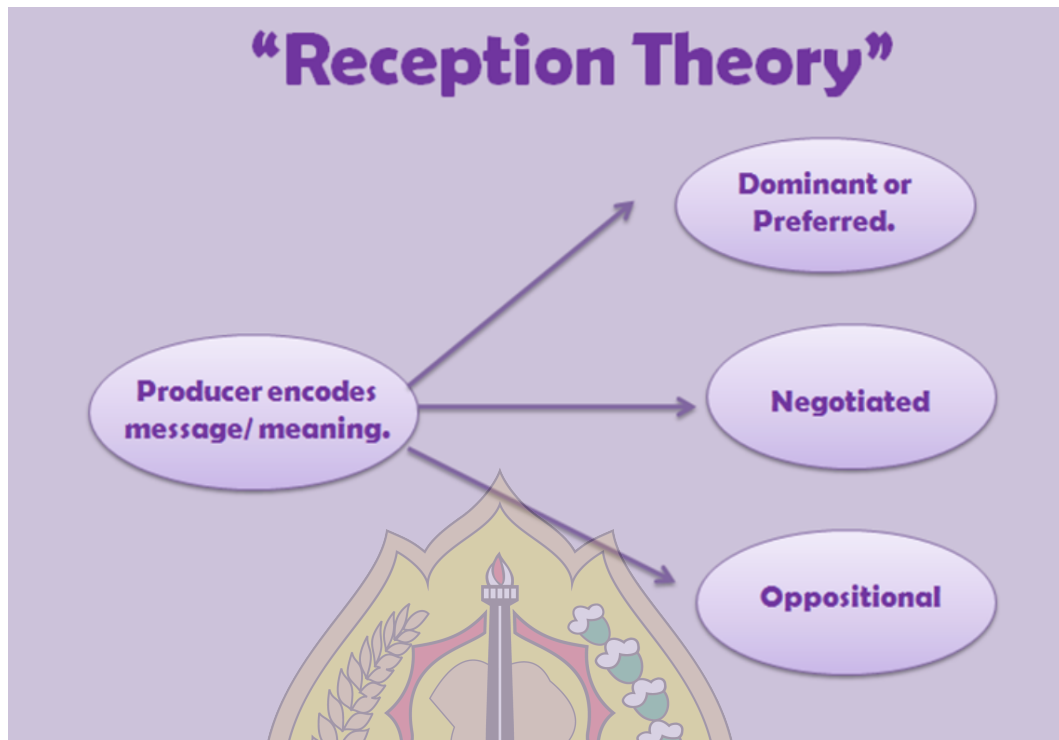 “Reception Theory”
Dominant or
Preferred.
Producer encodes
message/ meaning.
Negotiated
Oppositional